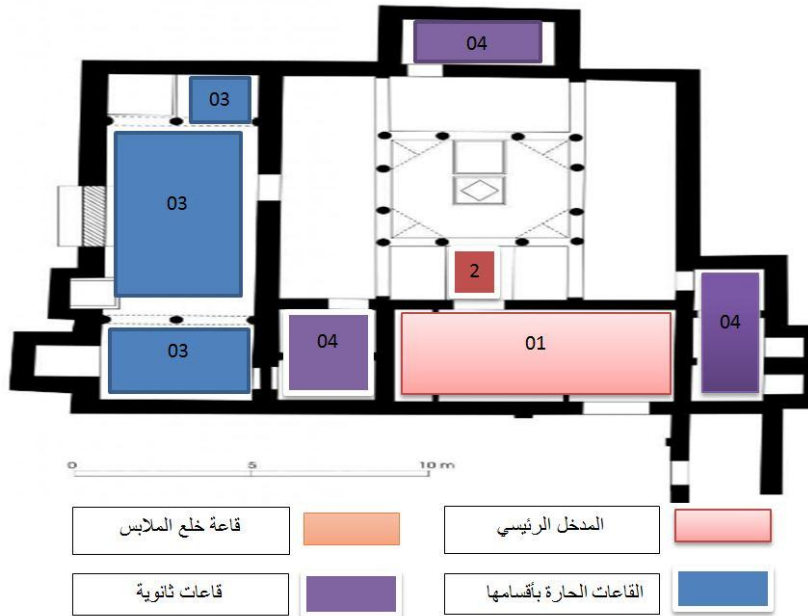 04
03
03
2
04
03
04
01
0 5 10 m
المدخل الرئيسي
قاعة خلع الملابس
القاعات الحارة بأقسامها
قاعات ثانوية